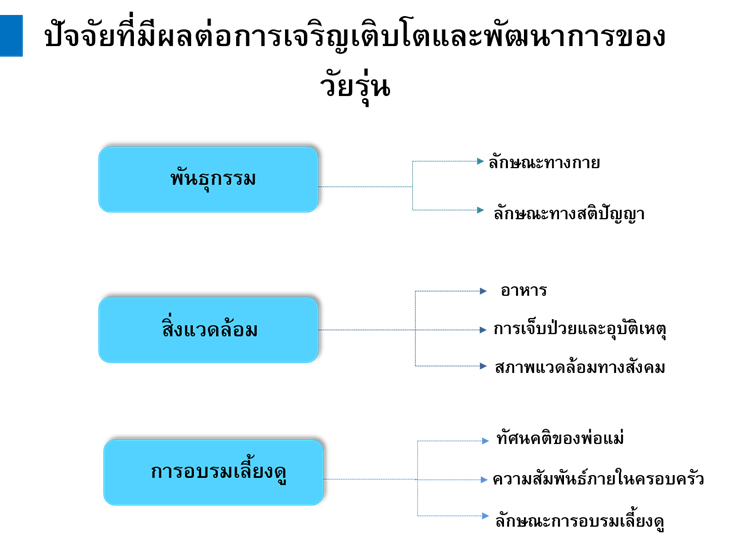 ปัจจัยที่มีผลต่อการเจริญเติบโตและพัฒนาการของ
วัยรุ่น
พันธุกรรม
ลักษณะทางกาย
ลักษณะทางสติปัญญา
สิ่งแวดล้อม
อาหาร
การเจ็บป่วยและอุบัติเหตุ
สภาพแวดล้อมทางสังคม
การอบรมเลี้ยงดู
ทัศนคติของพ่อแม่
ความสัมพันธ์ภายในครอบครัว
ลักษณะการอบรมเลี้ยงดู